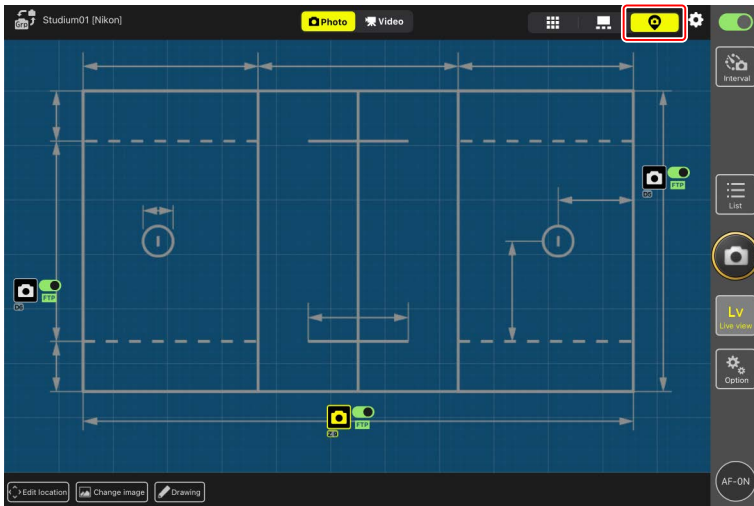 Grp
Studium01 [Nikon]
Photo
Video
Interval
FTP
List
FTP
Lv
Live view
Option
FTP
Edit location
Change image
Drawing
AF-ON